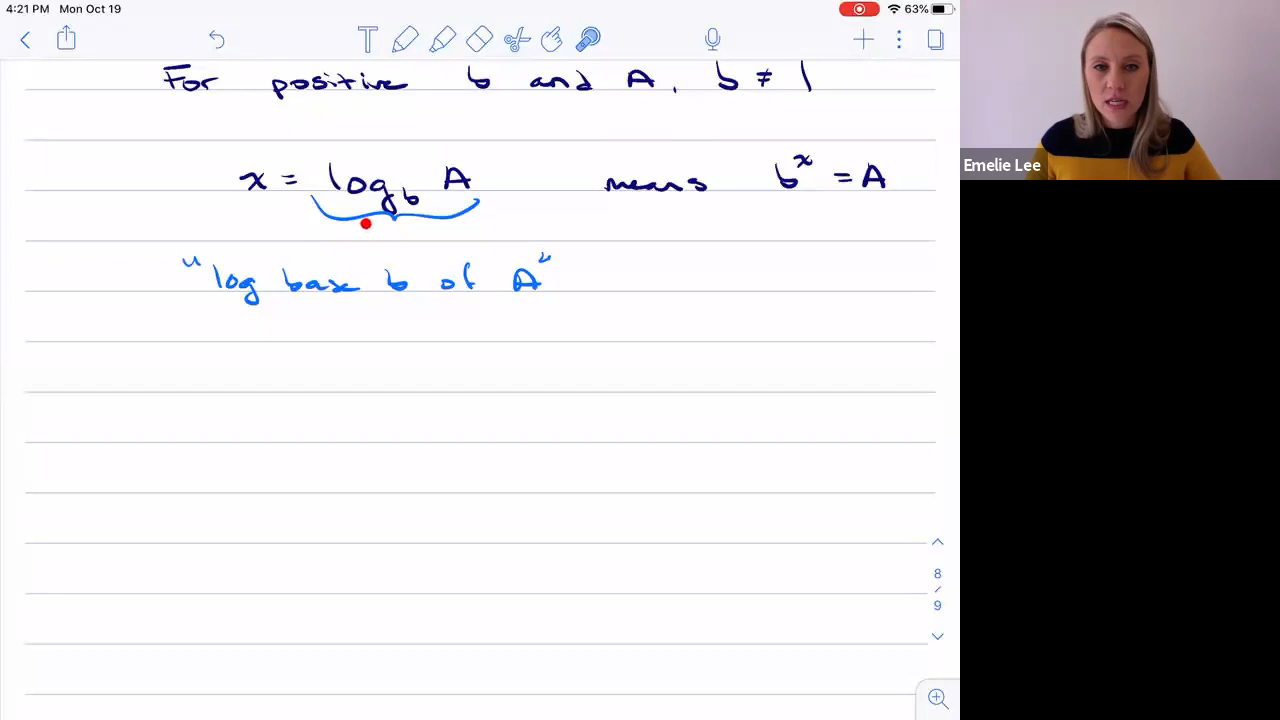 4:21 PM Mon Oct 19
63%
For positive b and A, b ≠ 1
x = log_b A means b^x = A
"log base b of A"
Emelie Lee
8
/
9